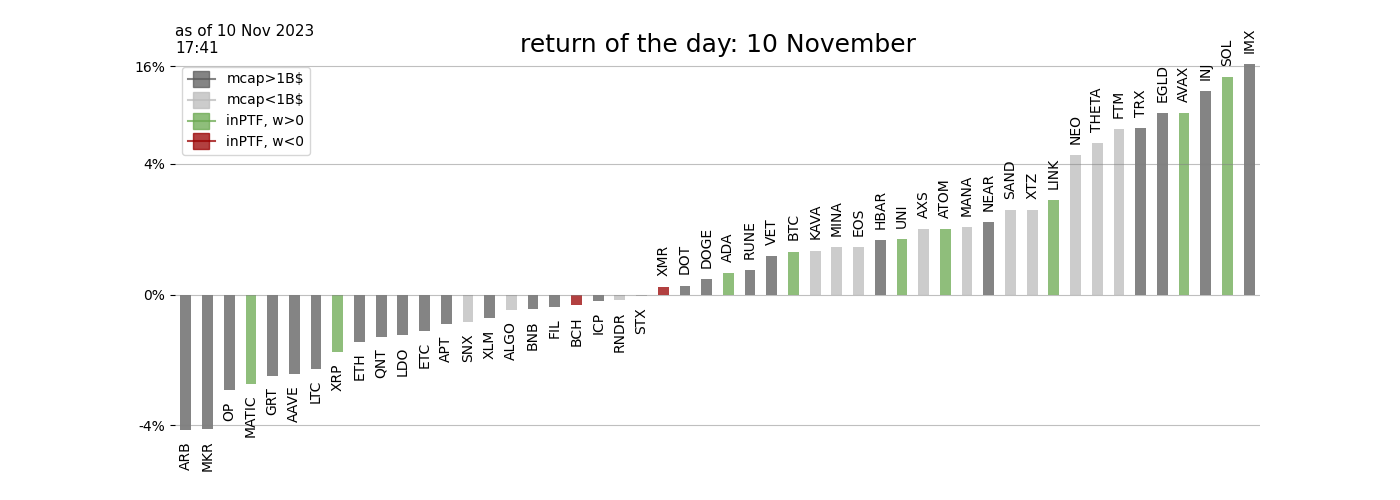 as of 10 Nov 2023
17:41
return of the day: 10 November
16%
4%
0%
-4%
mcap>1B$
mcap<1B$
inPTF, w>0
inPTF, w<0
ARB
MKR
OP
MATIC
GRT
AAVE
LTC
XRP
ETH
QNT
LDO
ETC
APT
SNX
XLM
ALGO
BNB
FIL
BCH
ICP
RNDR
STX
XMR
DOT
DOGE
ADA
RUNE
VET
BTC
KAVA
MINA
EOS
HBAR
UNI
AXS
ATOM
MANA
NEAR
SAND
XTZ
LINK
NEO
THETA
FTM
TRX
EGLD
AVAX
INJ
SOL
IMX